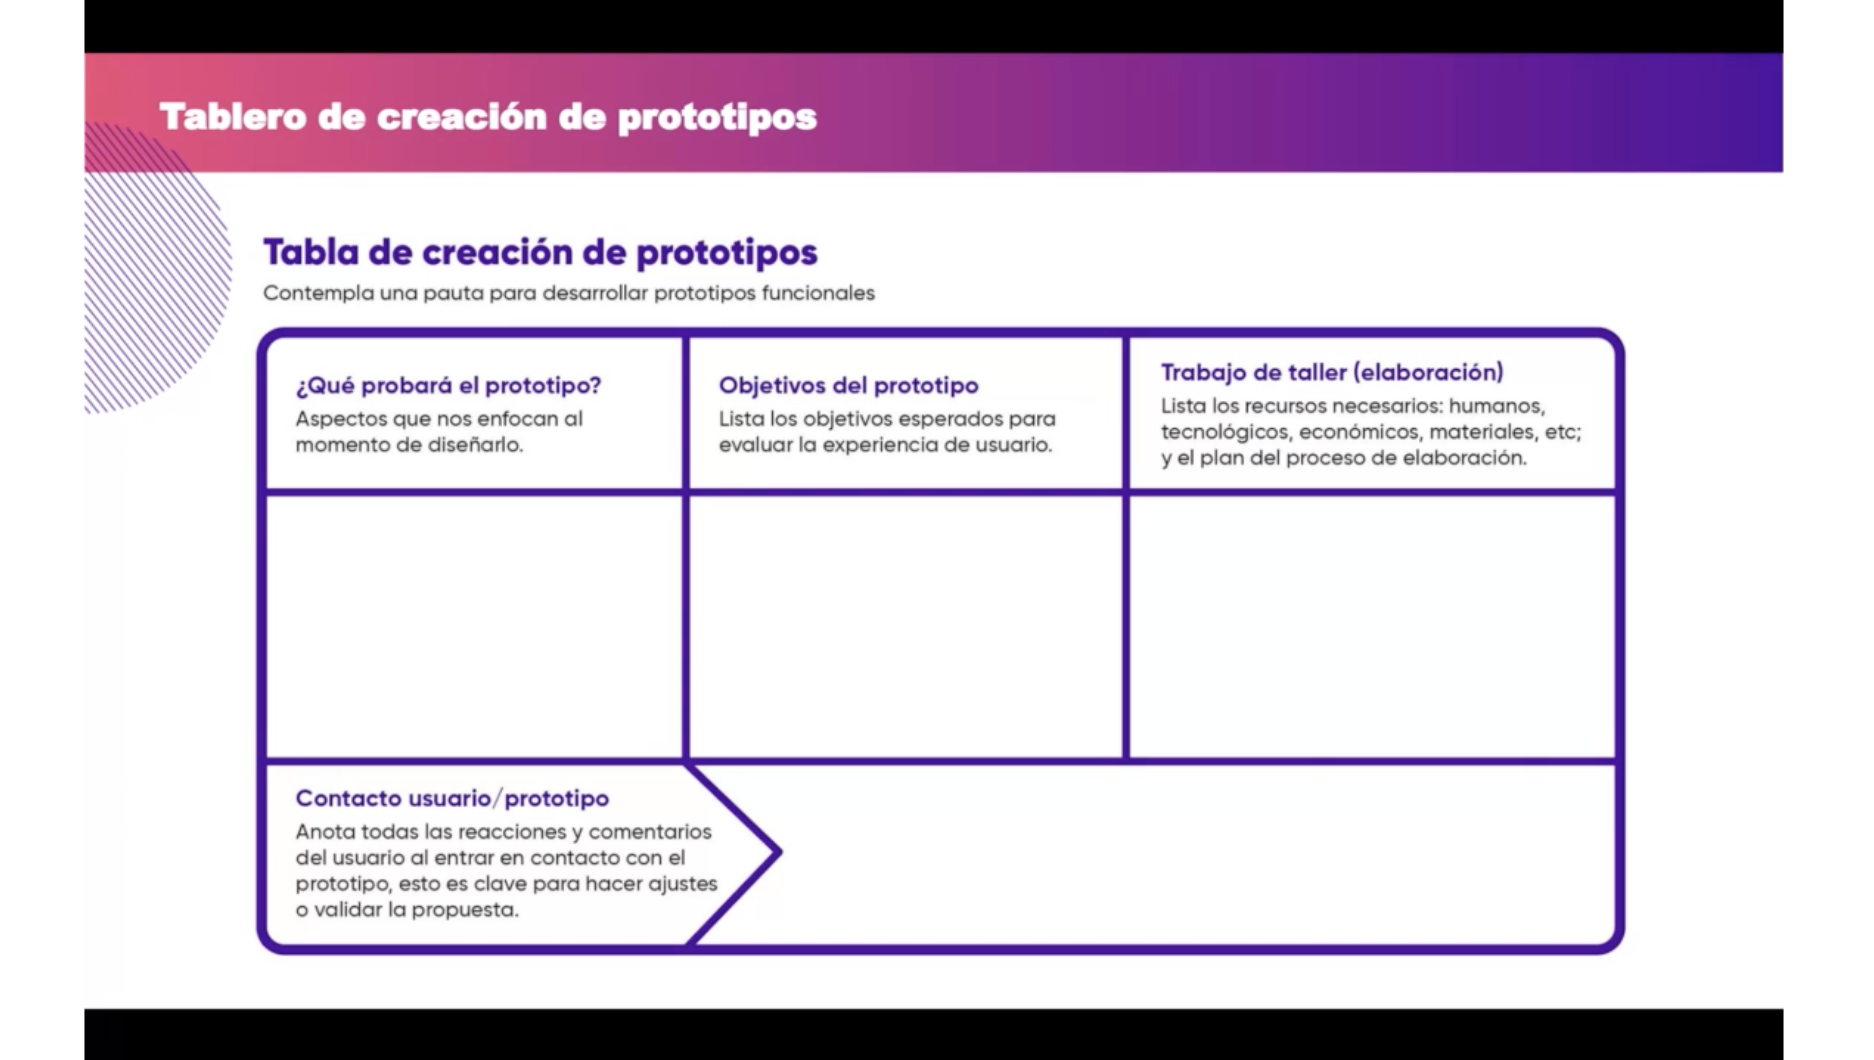 Tablero de creación de prototipos
Tabla de creación de prototipos
Contempla una pauta para desarrollar prototipos funcionales
¿Qué probará el prototipo?
Aspectos que nos enfocan al
momento de diseñarlo.
Objetivos del prototipo
Lista los objetivos esperados para
evaluar la experiencia de usuario.
Trabajo de taller (elaboración)
Lista los recursos necesarios: humanos,
tecnológicos, económicos, materiales, etc;
y el plan del proceso de elaboración.
Contacto usuario/prototipo
Anota todas las reacciones y comentarios
del usuario al entrar en contacto con el
prototipo, esto es clave para hacer ajustes
o validar la propuesta.